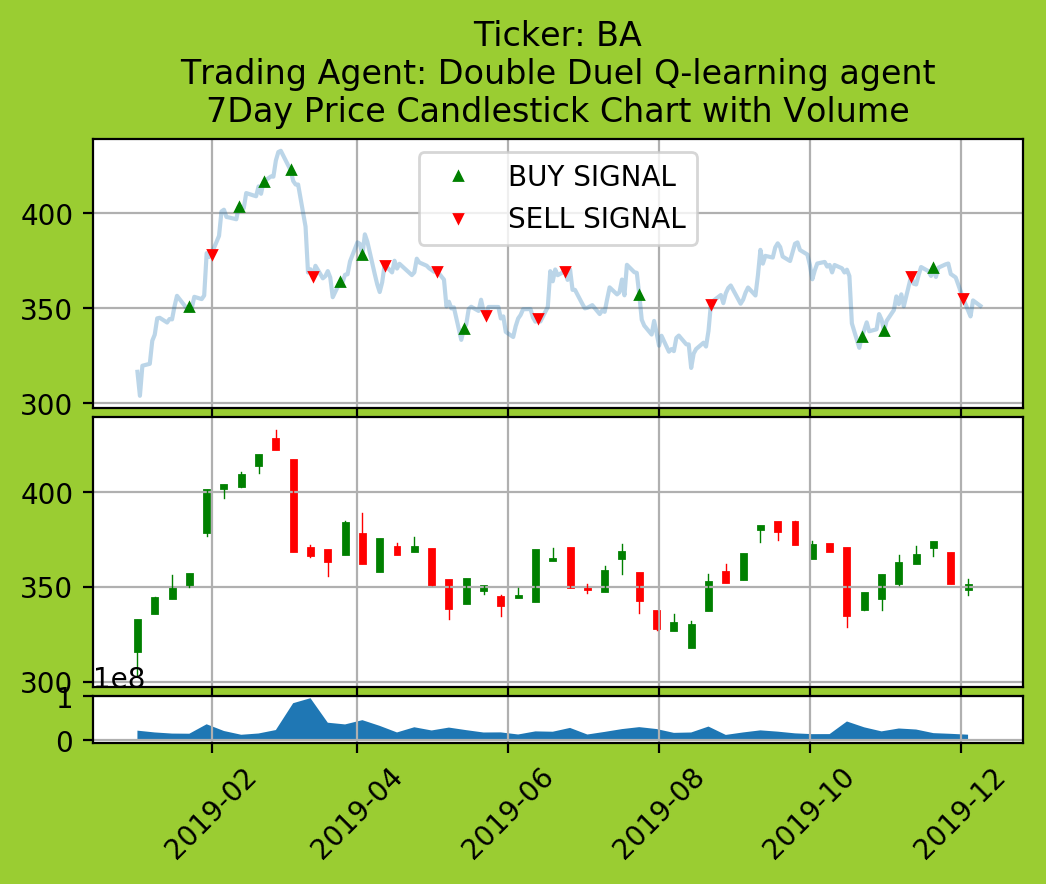 Ticker: BA
Trading Agent: Double Duel Q-learning agent
7Day Price Candlestick Chart with Volume
BUY SIGNAL
SELL SIGNAL
400
350
300
400
350
300
1e8
1
0
2019-02
2019-04
2019-06
2019-08
2019-10
2019-12